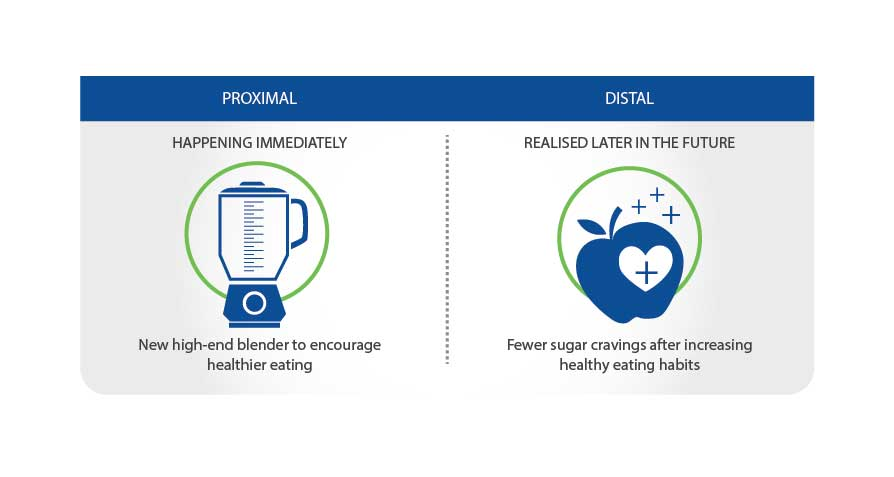 PROXIMAL
DISTAL
HAPPENING IMMEDIATELY
REALISED LATER IN THE FUTURE
New high-end blender to encourage
healthier eating
Fewer sugar cravings after increasing
healthy eating habits